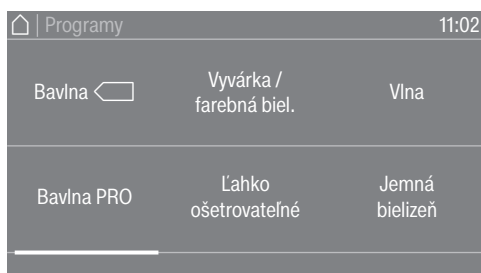 | Programy 11:02
Bavlna
Vyvárka /
farebná biel.
Vlna
Bavlna PRO
Ľahko
ošetrovateľné
Jemná
bielizeň